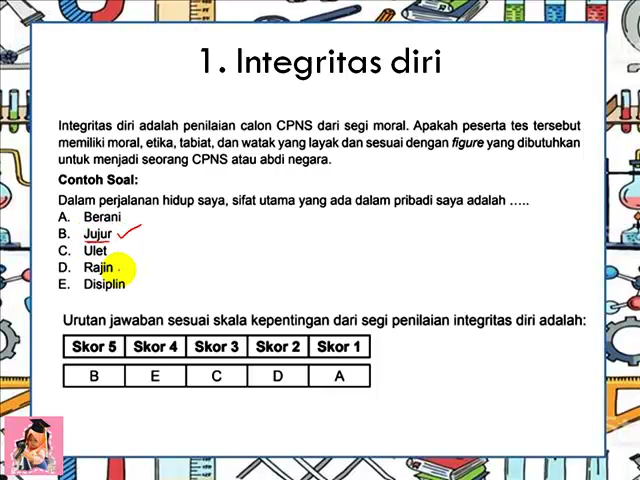 1. Integritas diri
Integritas diri adalah penilaian calon CPNS dari segi moral. Apakah peserta tes tersebut
memiliki moral, etika, tabiat, dan watak yang layak dan sesuai dengan figure yang dibutuhkan
untuk menjadi seorang CPNS atau abdi negara.
Contoh Soal:
Dalam perjalanan hidup saya, sifat utama yang ada dalam pribadi saya adalah …..
A. Berani
B. Jujur
C. Ulet
D. Rajin
E. Disiplin
Urutan jawaban sesuai skala kepentingan dari segi penilaian integritas diri adalah:
Skor 5 Skor 4 Skor 3 Skor 2 Skor 1
B E C D A